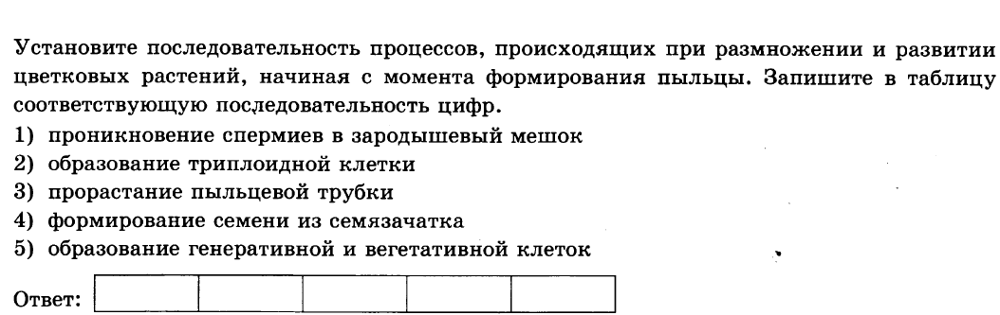 Установите последовательность процессов, происходящих при размножении и развитии
цветковых растений, начиная с момента формирования пыльцы. Запишите в таблицу
соответствующую последовательность цифр.
1) проникновение спермиев в зародышевый мешок
2) образование триплоидной клетки
3) прорастание пыльцевой трубки
4) формирование семени из семязачатка
5) образование генеративной и вегетативной клеток
Ответ: